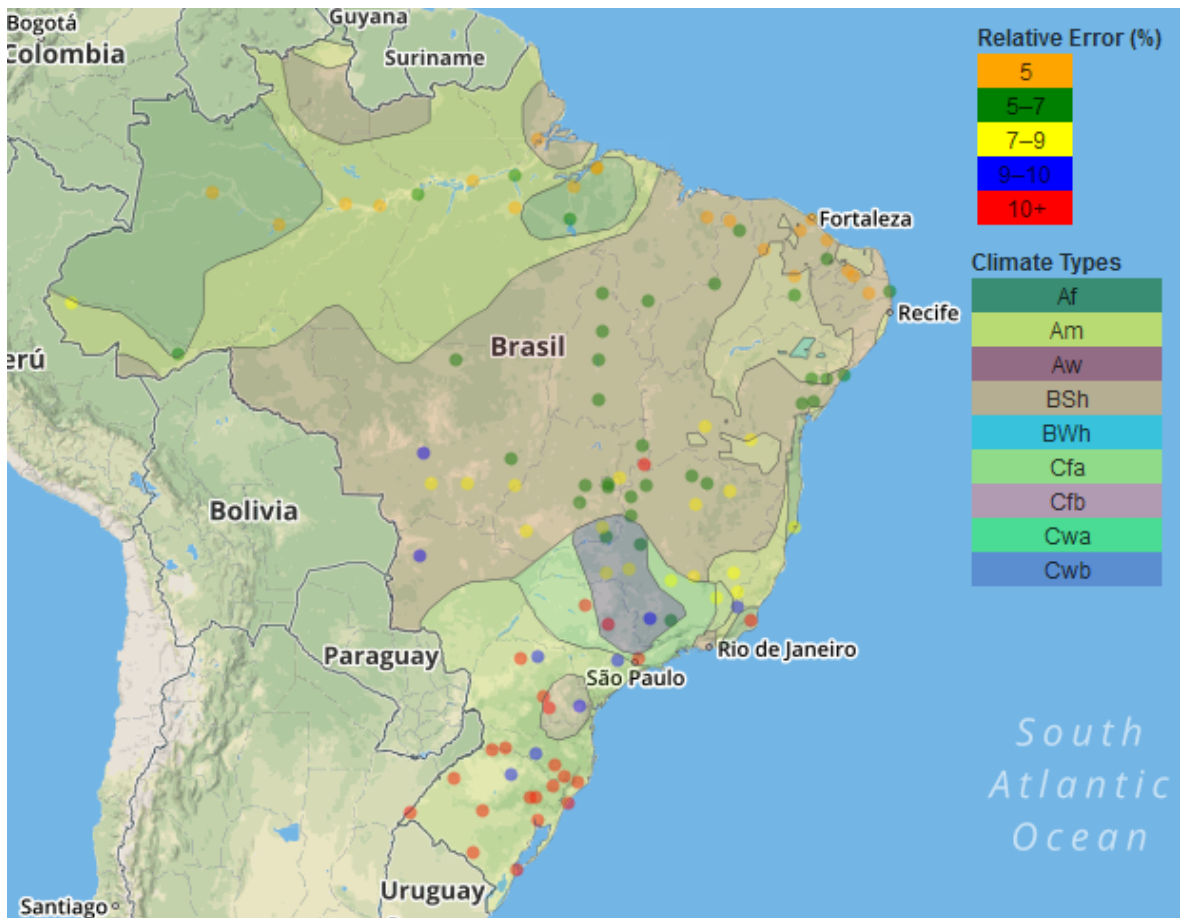 Bogotá
Guyana
Colombia
Suriname
Relative Error (%)
5
5–7
7–9
9–10
10+
Fortaleza
Climate Types
Af
Am
Aw
BSh
BWh
Cfa
Cfb
Cwa
Cwb
Recife
Brasil
erú
Bolivia
Paraguay
Rio de Janeiro
São Paulo
South
Atlantic
Ocean
Uruguay
Santiago